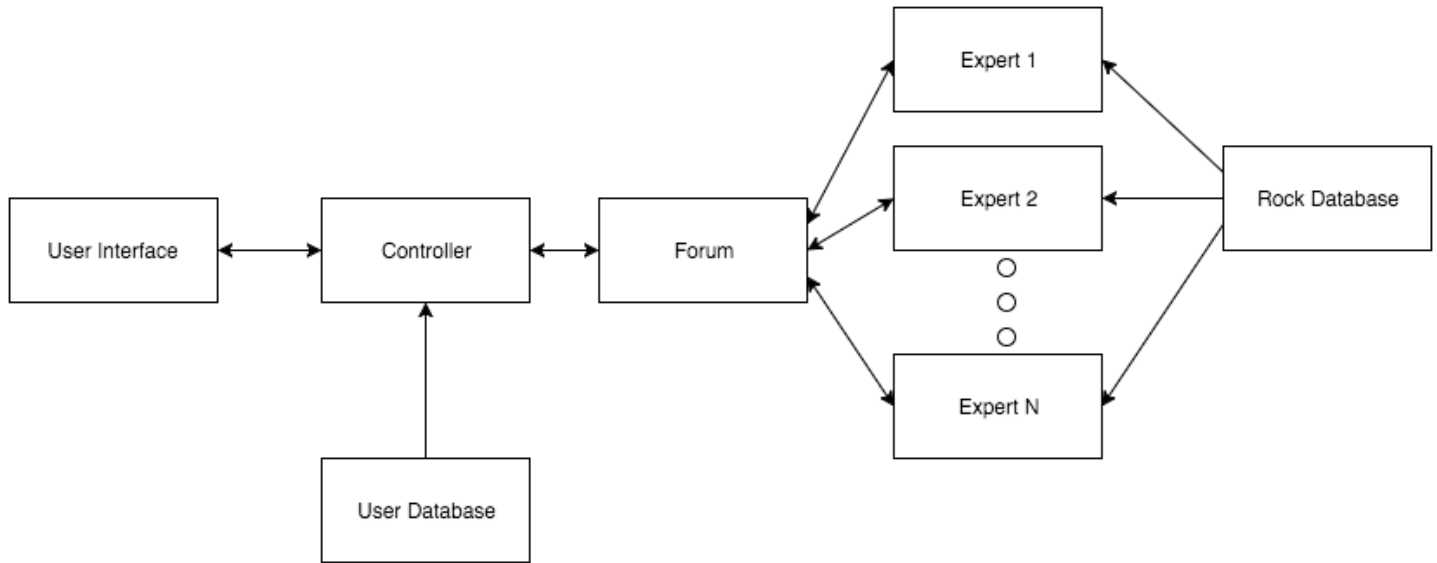 Expert 1
Expert 2
Rock Database
User Interface
Controller
Forum
Expert N
User Database